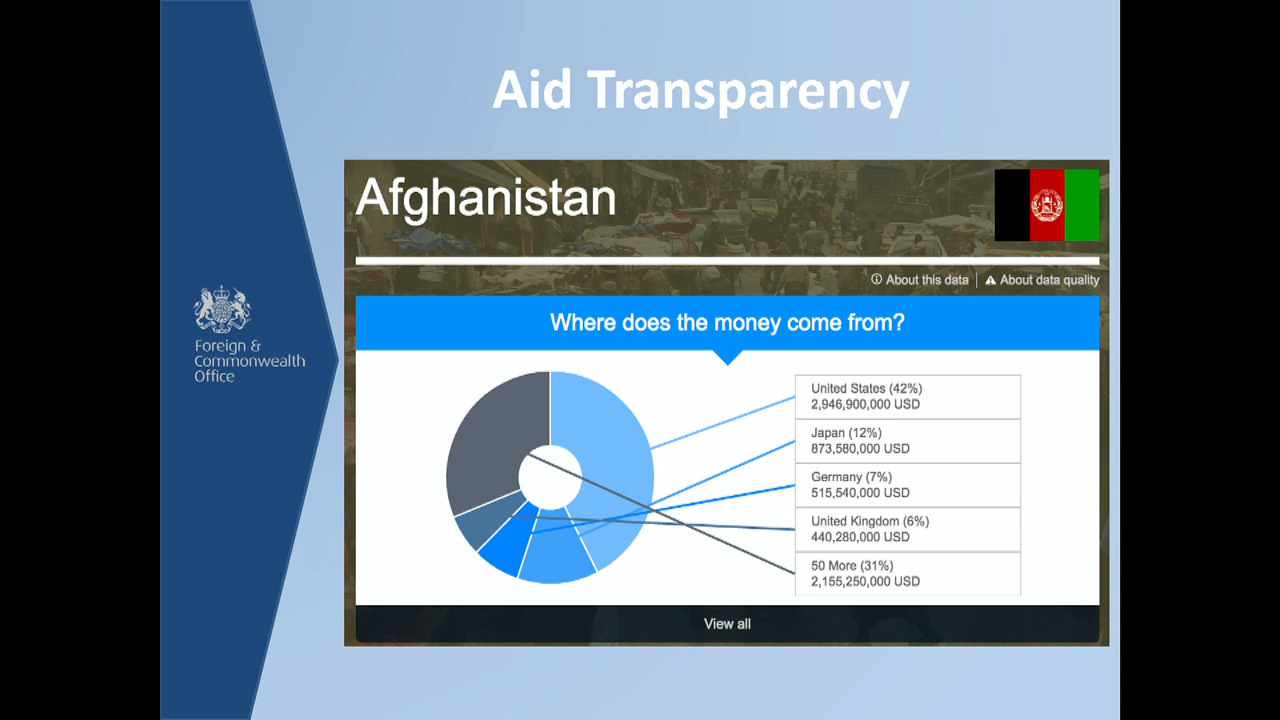 Aid Transparency
Afghanistan
About this data
About data quality
Where does the money come from?
United States (42%)
2,946,900,000 USD
Japan (12%)
873,580,000 USD
Germany (7%)
515,540,000 USD
United Kingdom (6%)
440,280,000 USD
50 More (31%)
2,155,250,000 USD
View all
Foreign &
Commonwealth
Office